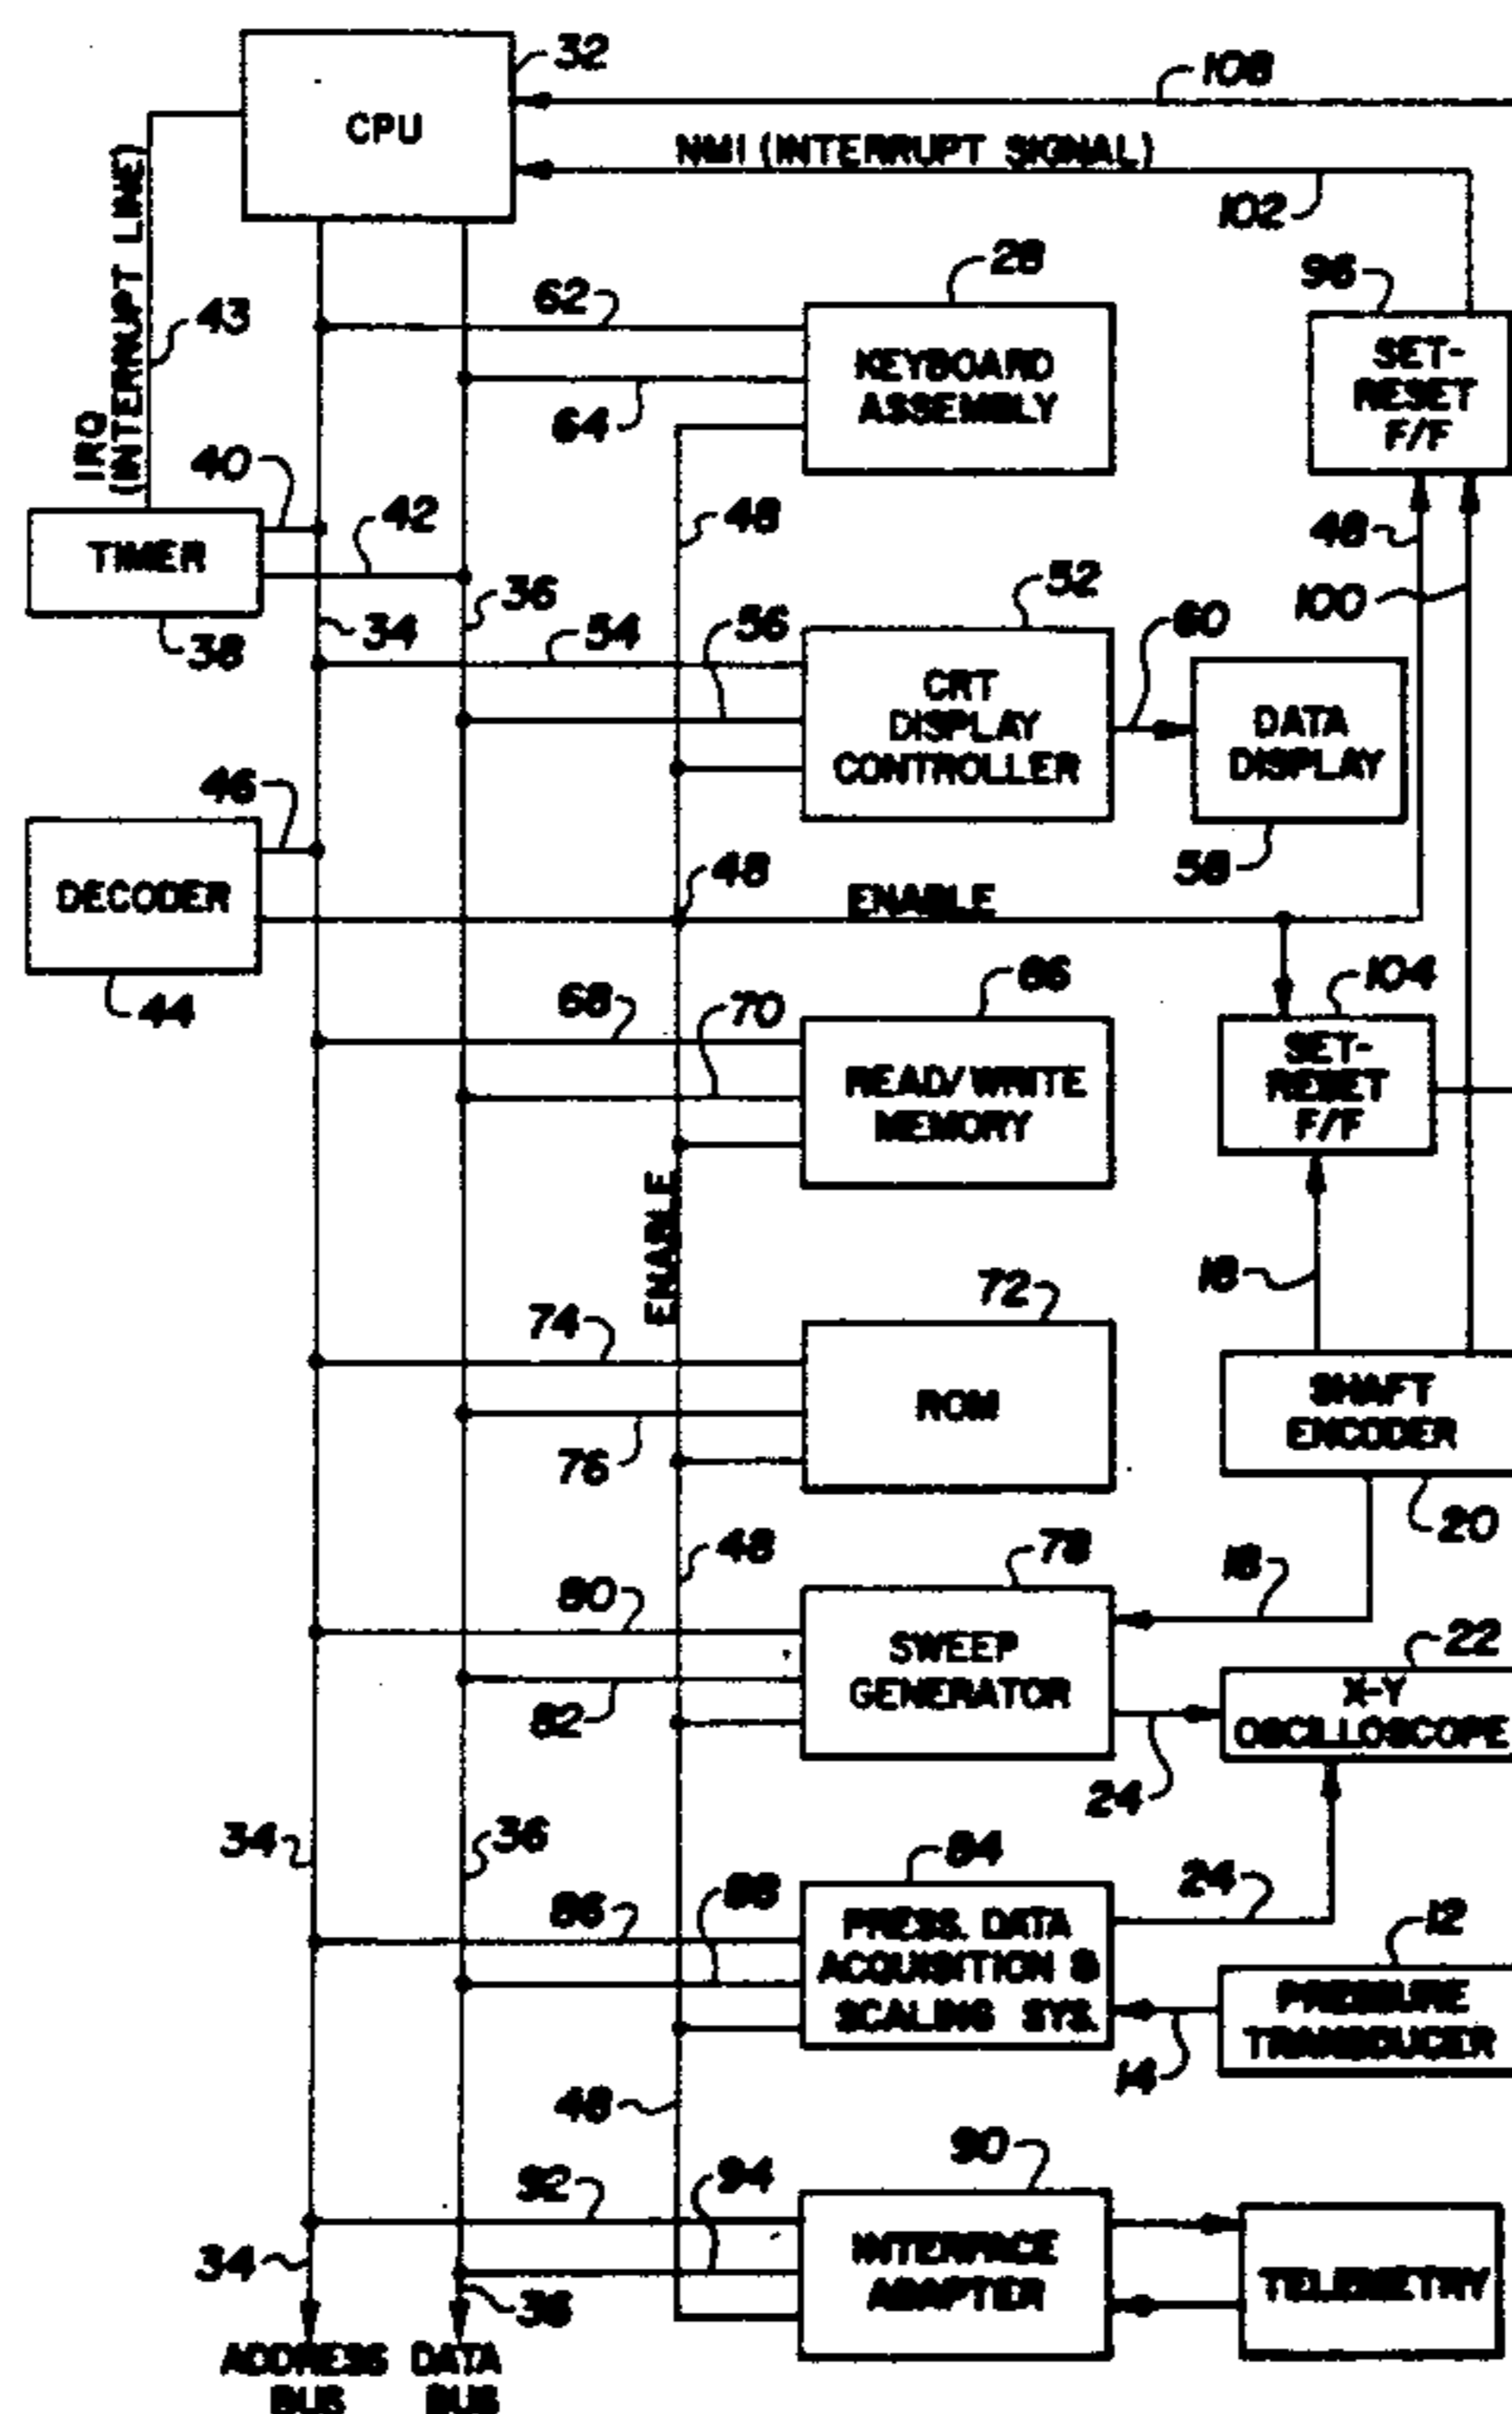 32
108
CPU
NMI (INTERRUPT SIGNAL)
102
IRQ
(INTERRUPT LINE)
43
62
28
96
KEYBOARD
ASSEMBLY
SET-
RESET
F/F
64
40
42
48
48
100
TIMER
38
34
36
54
56
52
60
CRT
DISPLAY
CONTROLLER
DATA
DISPLAY
58
46
DECODER
44
48
ENABLE
68
70
66
104
READ/WRITE
MEMORY
SET-
RESET
F/F
ENABLE
18
74
72
ROM
76
SHAFT
ENCODER
20
48
80
78
18
22
SWEEP
GENERATOR
82
X-Y
OSCILLOSCOPE
24
34
36
86
88
84
24
12
PRESS. DATA
ACQUISITION &
SCALING SYS.
PRESSURE
TRANSDUCER
14
48
92
94
90
INTERFACE
ADAPTER
TELEMETRY
34
36
ADDRESS
BUS
DATA
BUS